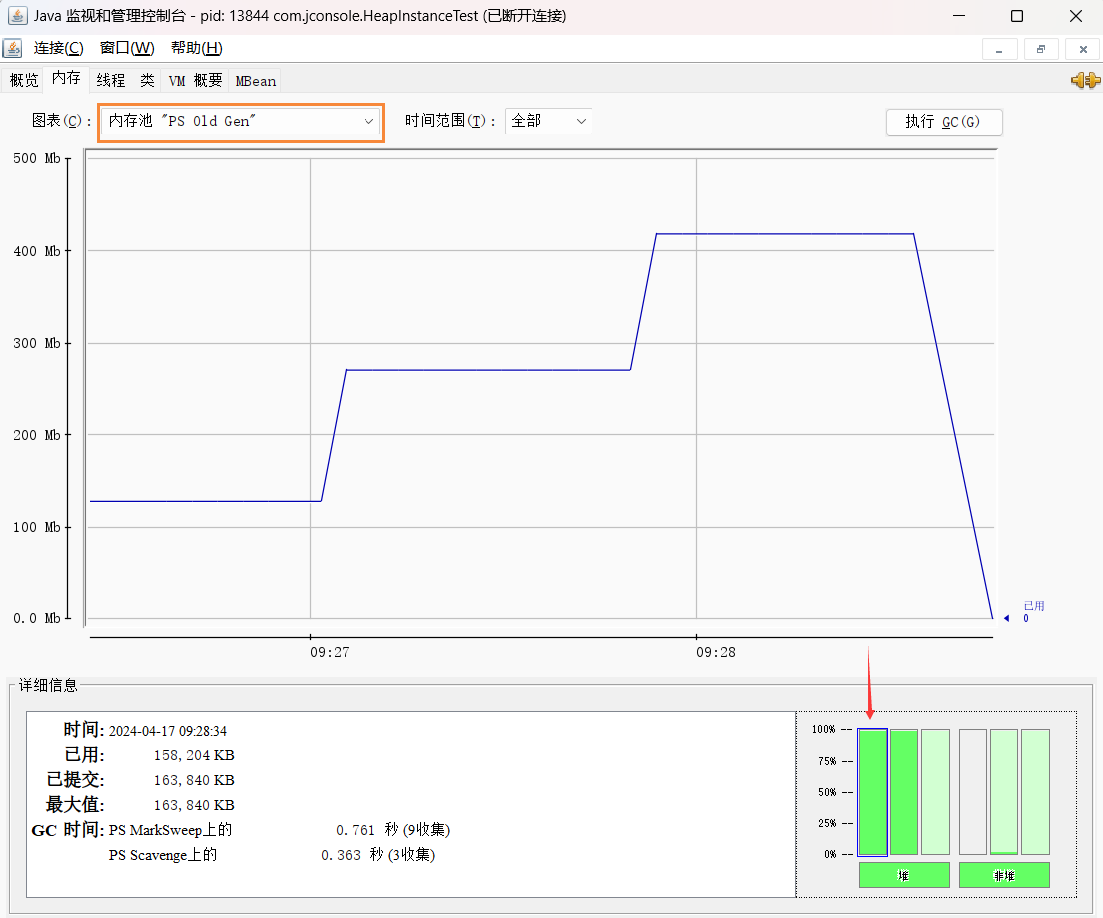 Java 监视和管理控制台 - pid: 13844 com.jconsole.HeapInstanceTest (已断开连接)
连接(C) 窗口(W) 帮助(H)
概览 内存 线程 类 VM 概要 MBean
图表(C): 内存池 "PS Old Gen" 时间范围(T): 全部 执行 GC(G)
500 Mb
400 Mb
300 Mb
200 Mb
100 Mb
0.0 Mb
已用
0
09:27 09:28
详细信息
时间: 2024-04-17 09:28:34
已用: 158,204 KB
已提交: 163,840 KB
最大值: 163,840 KB
GC 时间: PS MarkSweep上的 0.761 秒 (9收集)
PS Scavenge上的 0.363 秒 (3收集)
100% --
75% --
50% --
25% --
0% --
堆 非堆